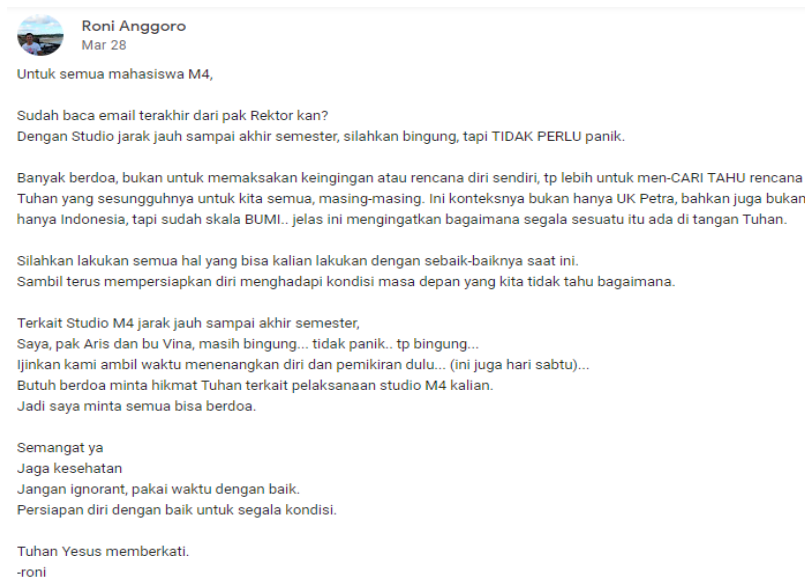 Roni Anggoro
Mar 28
Untuk semua mahasiswa M4,
Sudah baca email terakhir dari pak Rektor kan?
Dengan Studio jarak jauh sampai akhir semester, silahkan bingung, tapi TIDAK PERLU panik.
Banyak berdoa, bukan untuk memaksakan keingingan atau rencana diri sendiri, tp lebih untuk men-CARI TAHU rencana
Tuhan yang sesungguhnya untuk kita semua, masing-masing. Ini konteksnya bukan hanya UK Petra, bahkan juga bukan
hanya Indonesia, tapi sudah skala BUMI.. jelas ini mengingatkan bagaimana segala sesuatu itu ada di tangan Tuhan.
Silahkan lakukan semua hal yang bisa kalian lakukan dengan sebaik-baiknya saat ini.
Sambil terus mempersiapkan diri menghadapi kondisi masa depan yang kita tidak tahu bagaimana.
Terkait Studio M4 jarak jauh sampai akhir semester,
Saya, pak Aris dan bu Vina, masih bingung... tidak panik.. tp bingung...
Ijinkan kami ambil waktu menenangkan diri dan pemikiran dulu... (ini juga hari sabtu)...
Butuh berdoa minta hikmat Tuhan terkait pelaksanaan studio M4 kalian.
Jadi saya minta semua bisa berdoa.
Semangat ya
Jaga kesehatan
Jangan ignorant, pakai waktu dengan baik.
Persiapan diri dengan baik untuk segala kondisi.
Tuhan Yesus memberkati.
-roni